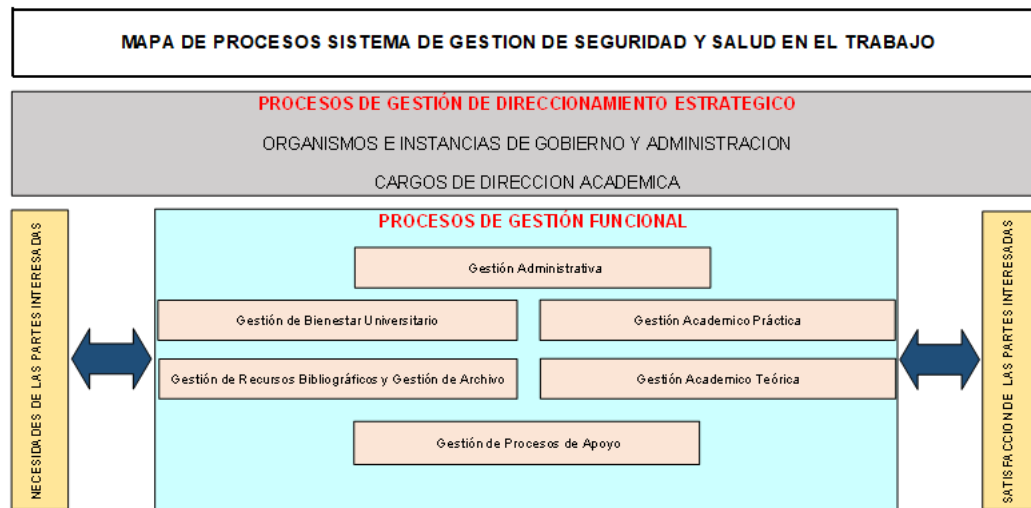 MAPA DE PROCESOS SISTEMA DE GESTION DE SEGURIDAD Y SALUD EN EL TRABAJO
PROCESOS DE GESTIÓN DE DIRECCIONAMIENTO ESTRATEGICO
ORGANISMOS E INSTANCIAS DE GOBIERNO Y ADMINISTRACION
CARGOS DE DIRECCION ACADEMICA
NECESIDADES DE LAS PARTES INTERESADAS
PROCESOS DE GESTIÓN FUNCIONAL
Gestión Administrativa
Gestión de Bienestar Universitario
Gestión Academico Práctica
Gestión de Recursos Bibliográficos y Gestión de Archivo
Gestión Academico Teórica
Gestión de Procesos de Apoyo
SATISFACCION DE LAS PARTES INTERESADAS